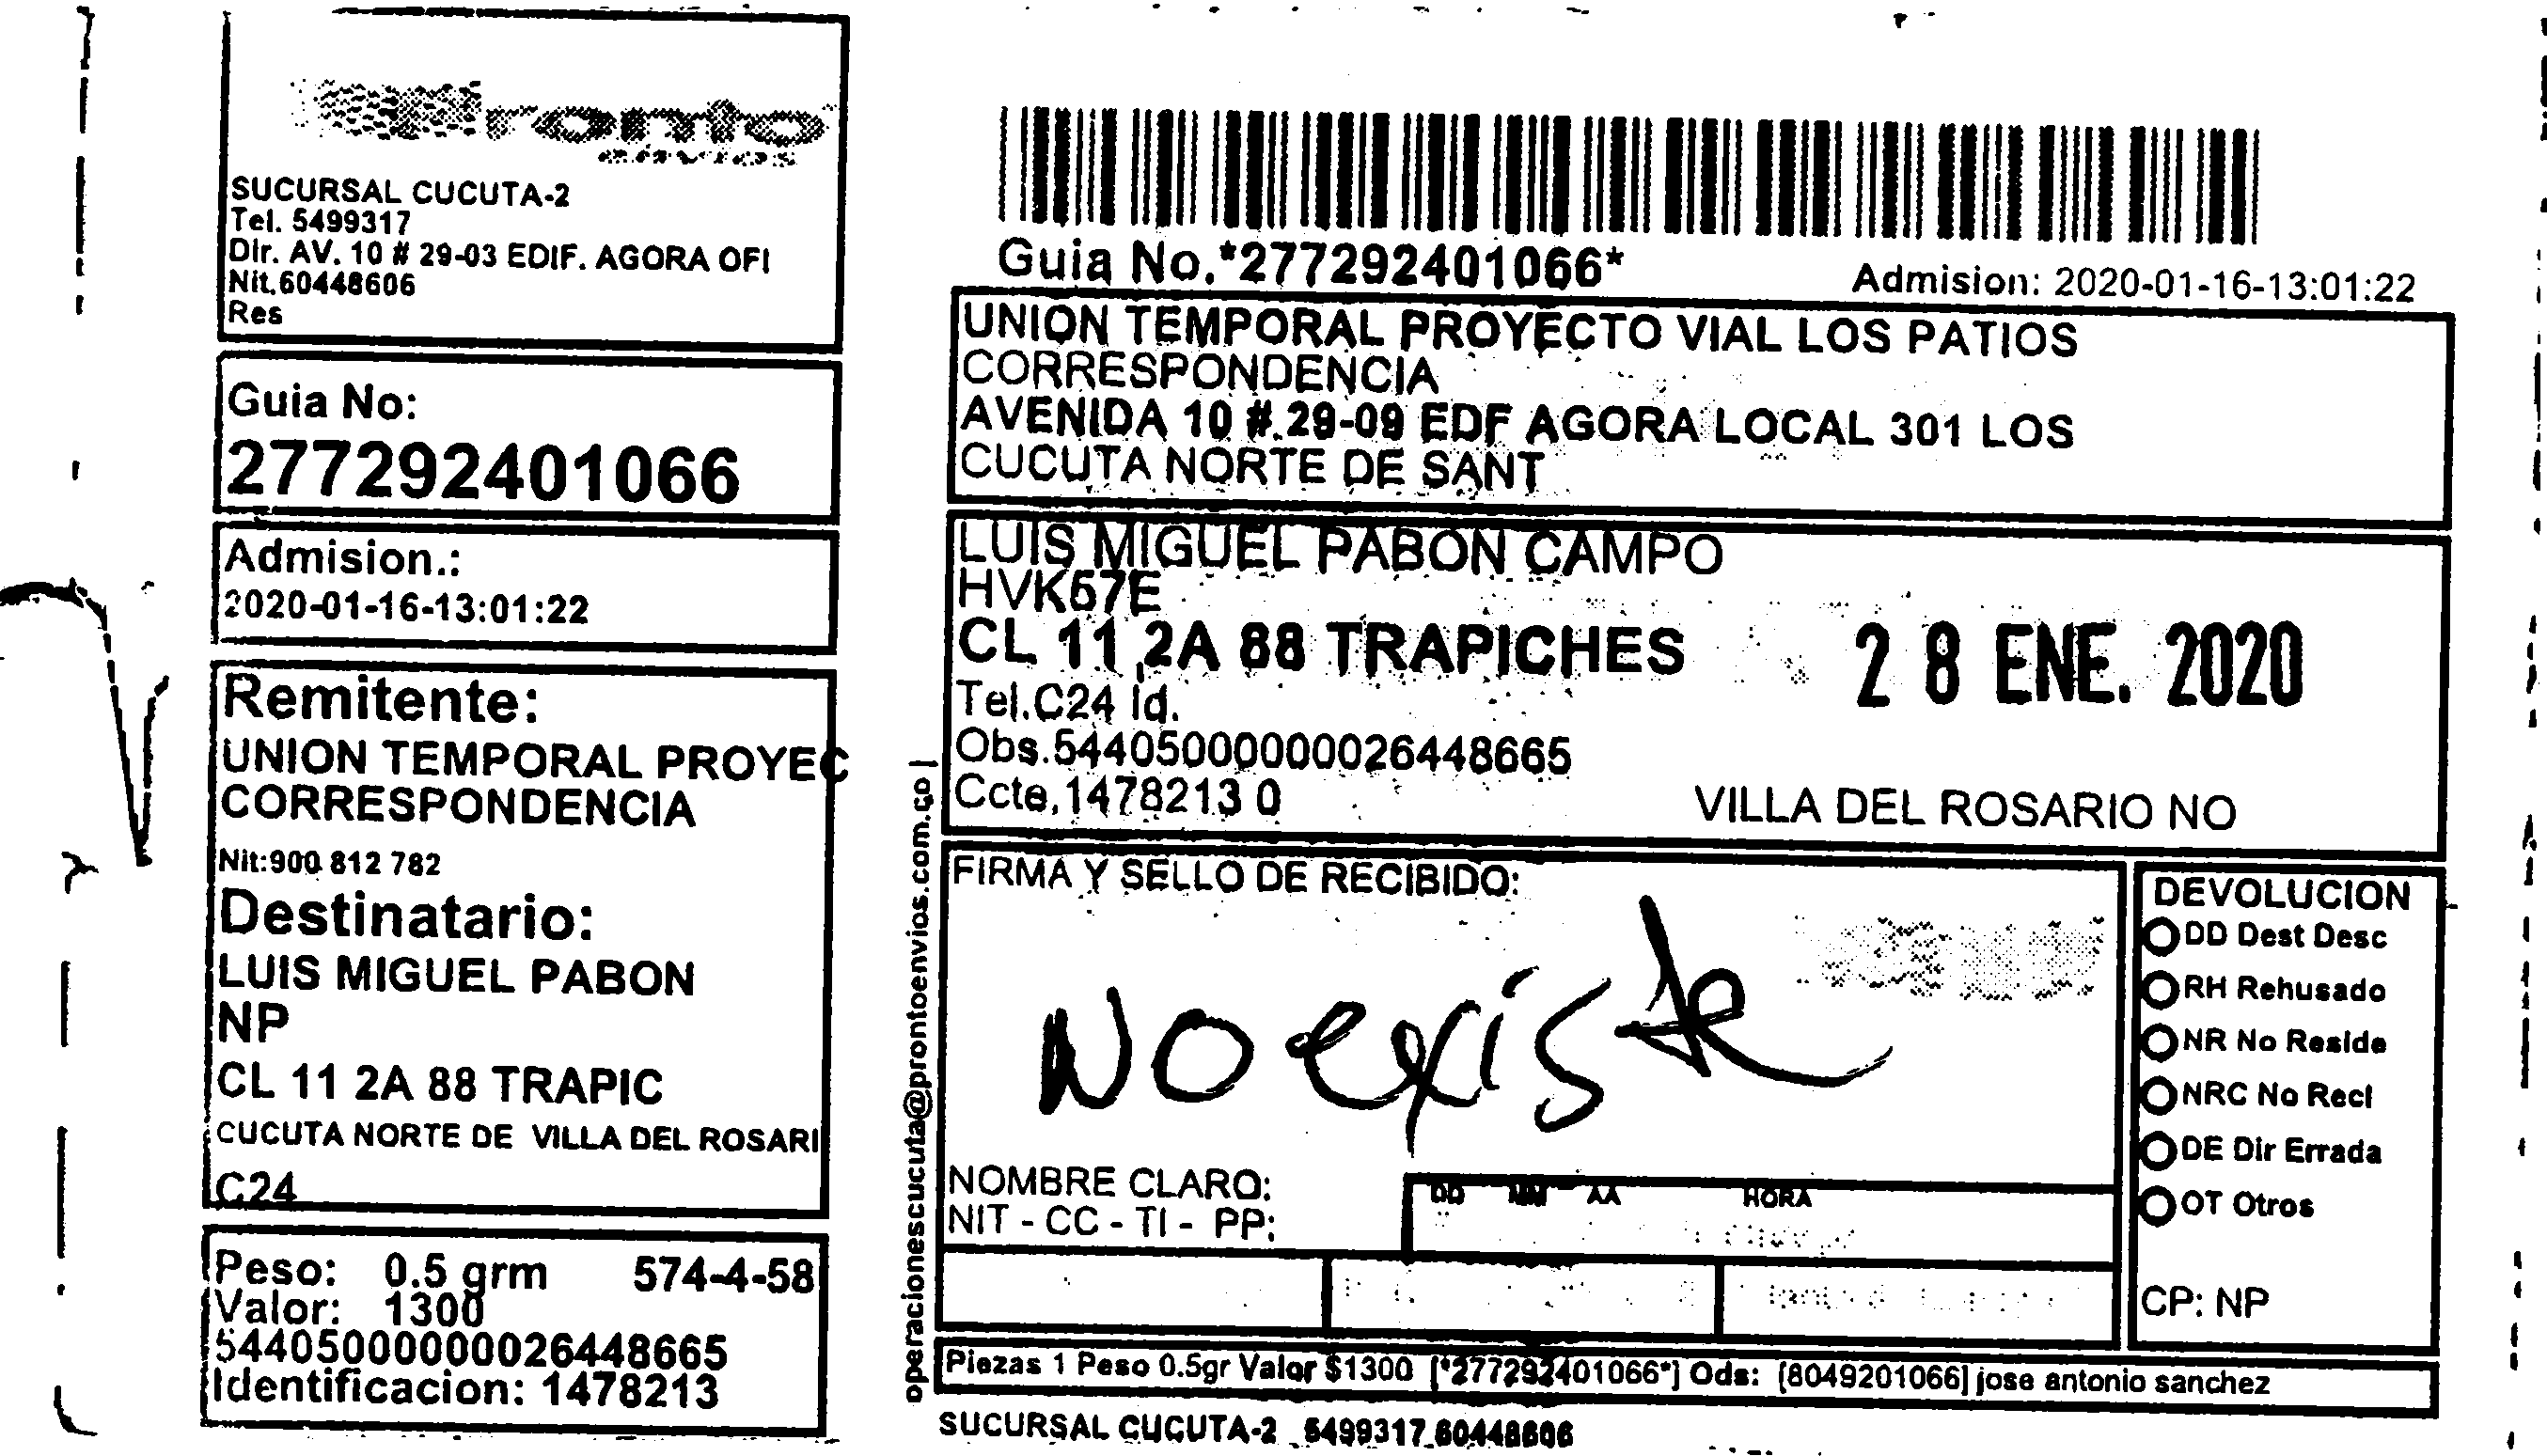 Pronto
envios
SUCURSAL CUCUTA-2
Tel. 5499317
Dir. AV. 10 # 29-03 EDIF. AGORA OFI
Nit.60448606
Res
Guia No:
277292401066
Admision.:
2020-01-16-13:01:22
Remitente:
UNION TEMPORAL PROYEC
CORRESPONDENCIA
Nit:900 812 782
Destinatario:
LUIS MIGUEL PABON
NP
CL 11 2A 88 TRAPIC
CUCUTA NORTE DE VILLA DEL ROSARI
C24
Peso: 0.5 grm 574-4-58
Valor: 1300
544050000000026448665
Identificacion: 1478213
operacionescucuta@prontoenvios.com.co |
Guia No.*277292401066*
Admision: 2020-01-16-13:01:22
UNION TEMPORAL PROYECTO VIAL LOS PATIOS
CORRESPONDENCIA
AVENIDA 10 # 29-09 EDF AGORA LOCAL 301 LOS
CUCUTA NORTE DE SANT
LUIS MIGUEL PABON CAMPO
HVK57E
CL 11 2A 88 TRAPICHES
28 ENE. 2020
Tel.C24 Id.
Obs.544050000000026448665
Ccte.1478213 0
VILLA DEL ROSARIO NO
FIRMA Y SELLO DE RECIBIDO:
No existe
NOMBRE CLARO:
NIT - CC - TI - PP:
DD MM AA HORA
DEVOLUCION
DD Dest Desc
RH Rehusado
NR No Reside
NRC No Recl
DE Dir Errada
OT Otros
CP: NP
Piezas 1 Peso 0.5gr Valor $1300 [*277292401066*] Ods: [8049201066] jose antonio sanchez
SUCURSAL CUCUTA-2 5499317 60448606